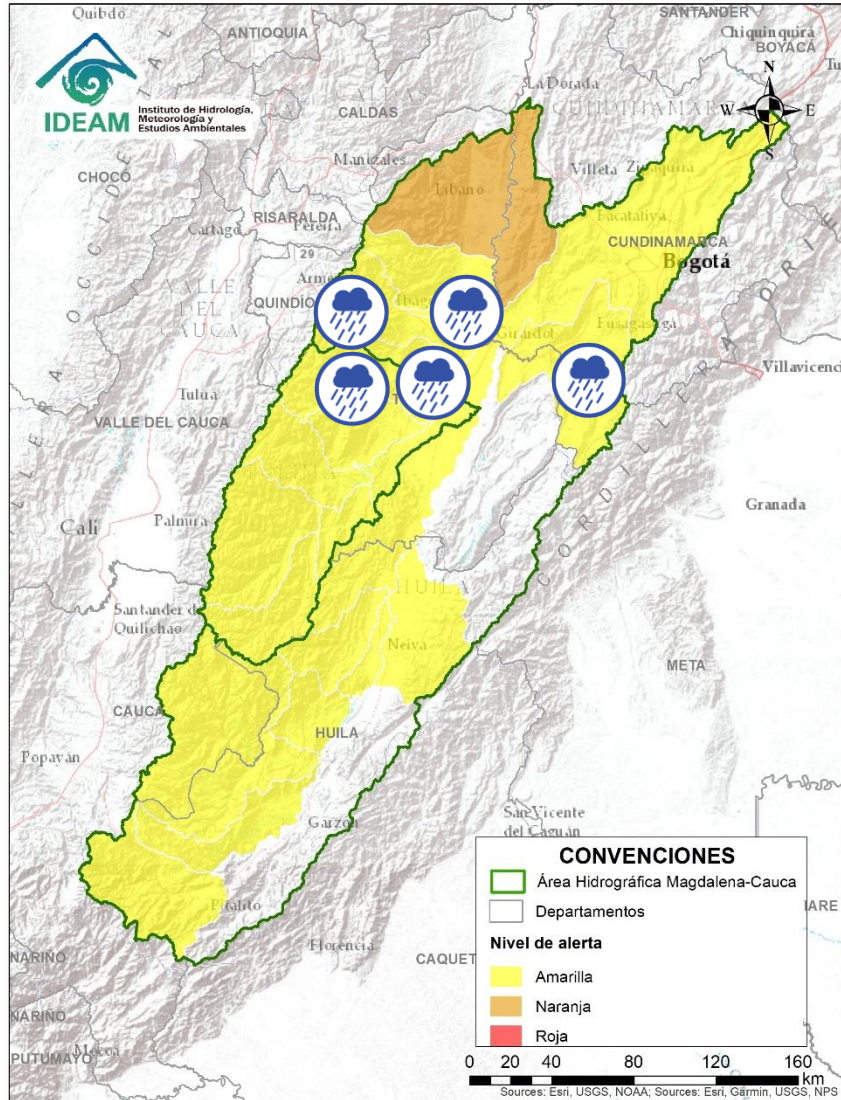 Quibdó
ANTIOQUIA
SANTANDER
Chiquinquirá
BOYACÁ
IDEAM
Instituto de Hidrología,
Meteorología y
Estudios Ambientales
N
W
E
S
La Dorada
CALDAS
Manizales
Villeta
Zipaquirá
CHOCÓ
Líbano
RISARALDA
Cartago
Pereira
Facatativá
CUNDINAMARCA
Bogotá
29
VALLE
DEL
CAUCA
QUINDÍO
Girardot
Fusagasugá
Villavicenci
Tuluá
VALLE DEL CAUCA
Granada
Cali
Palmira
HUILA
Santander de
Quilichao
Neiva
META
CAUCA
HUILA
Popayán
Garzón
San Vicente
del Caguán
Pitalito
Florencia
NARIÑO
CAQUET
IARE
NARIÑO
PUTUMAYO
Mocoa
CONVENCIONES
Área Hidrográfica Magdalena-Cauca
Departamentos
Nivel de alerta
Amarilla
Naranja
Roja
0 20 40 80 120 160
km
Sources: Esri, USGS, NOAA; Sources: Esri, Garmin, USGS, NPS